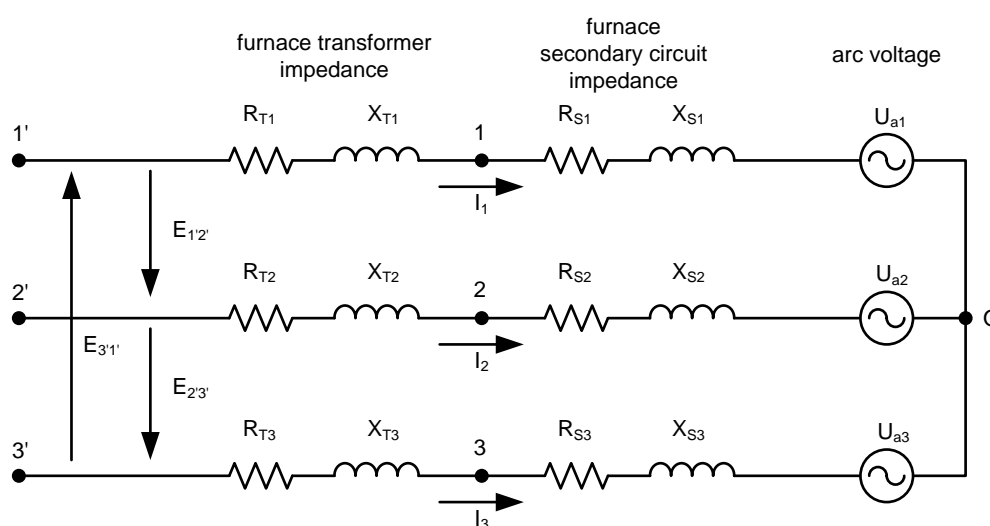 furnace transformer
impedance
furnace
secondary circuit
impedance
arc voltage
R_T1
X_T1
R_S1
X_S1
U_a1
1'
1
I_1
E_1'2'
R_T2
X_T2
R_S2
X_S2
U_a2
2'
2
I_2
E_3'1'
E_2'3'
R_T3
X_T3
R_S3
X_S3
U_a3
3'
3
I_3